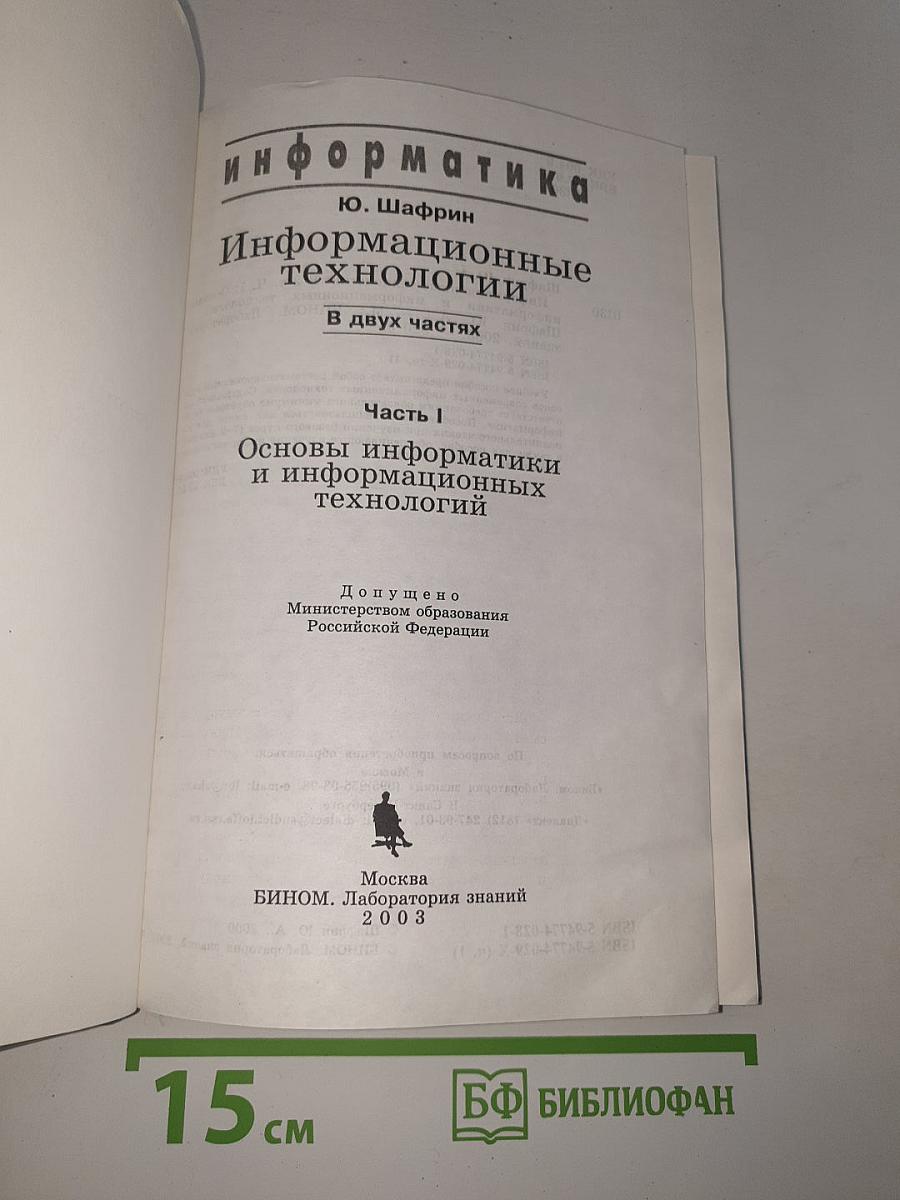 информатика
Ю. Шафрин
Информационные
технологии
В двух частях
Часть I
Основы информатики
и информационных
технологий
Допущено
Министерством образования
Российской Федерации
Москва
БИНОМ. Лаборатория знаний
2003
15 см
БФ БИБЛИОФАН